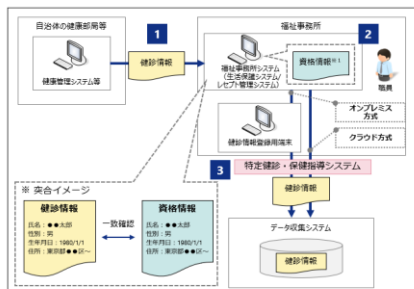 自治体の健康部局等
健康管理システム等
1
健診情報
福祉事務所
2
福祉事務所システム
(生活保護システム/
レセプト管理システム)
資格情報※1
職員
オンプレミス
方式
健診情報登録用端末
クラウド方式
3
特定健診・保健指導システム
健診情報
データ収集システム
健診情報
※ 突合イメージ
健診情報
氏名:●●太郎
性別:男
生年月日:1980/1/1
住所:東京都●●区~
一致確認
資格情報
氏名:●●太郎
性別:男
生年月日:1980/1/1
住所:東京都●●区~